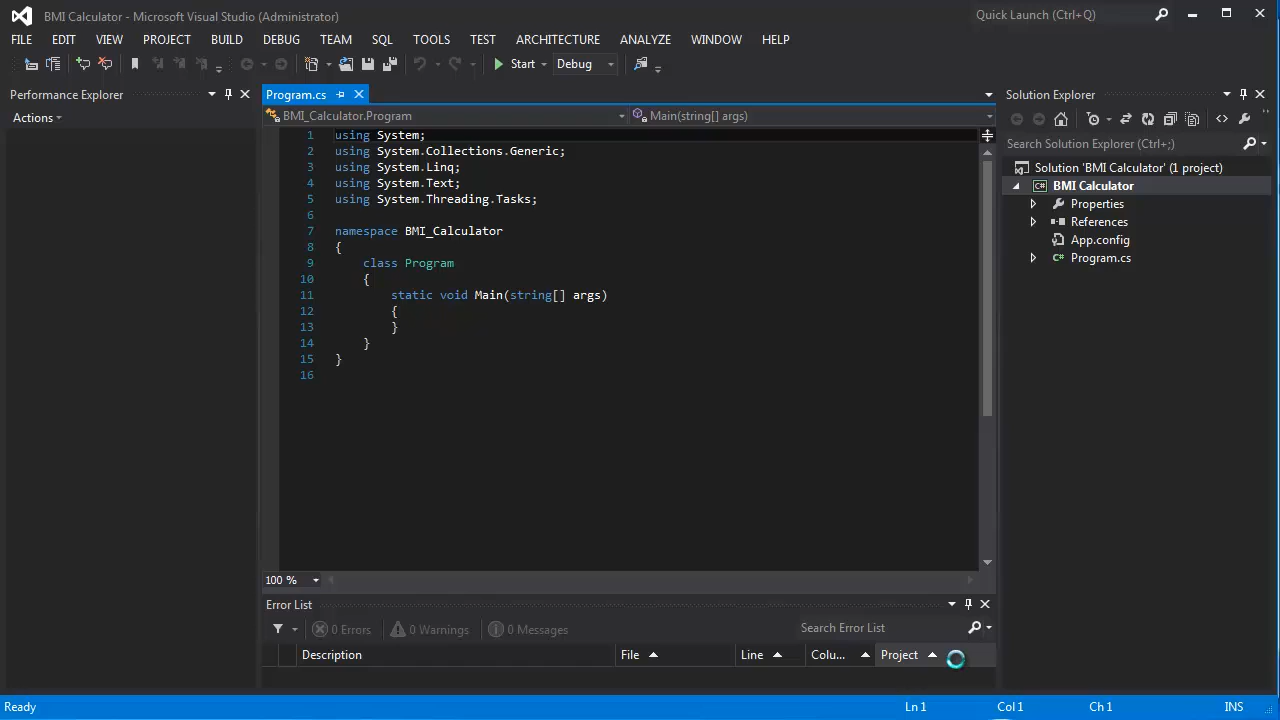 BMI Calculator - Microsoft Visual Studio (Administrator)
Quick Launch (Ctrl+Q)
FILE EDIT VIEW PROJECT BUILD DEBUG TEAM SQL TOOLS TEST ARCHITECTURE ANALYZE WINDOW HELP
Start Debug
Performance Explorer
Actions
Program.cs
BMI_Calculator.Program
Main(string[] args)
1 using System;
2 using System.Collections.Generic;
3 using System.Linq;
4 using System.Text;
5 using System.Threading.Tasks;
6
7 namespace BMI_Calculator
8 {
9 class Program
10 {
11 static void Main(string[] args)
12 {
13 }
14 }
15 }
16
100 %
Error List
0 Errors 0 Warnings 0 Messages
Search Error List
Description File Line Colu... Project
Solution Explorer
Search Solution Explorer (Ctrl+;)
Solution 'BMI Calculator' (1 project)
C# BMI Calculator
Properties
References
App.config
C# Program.cs
Ready Ln 1 Col 1 Ch 1 INS